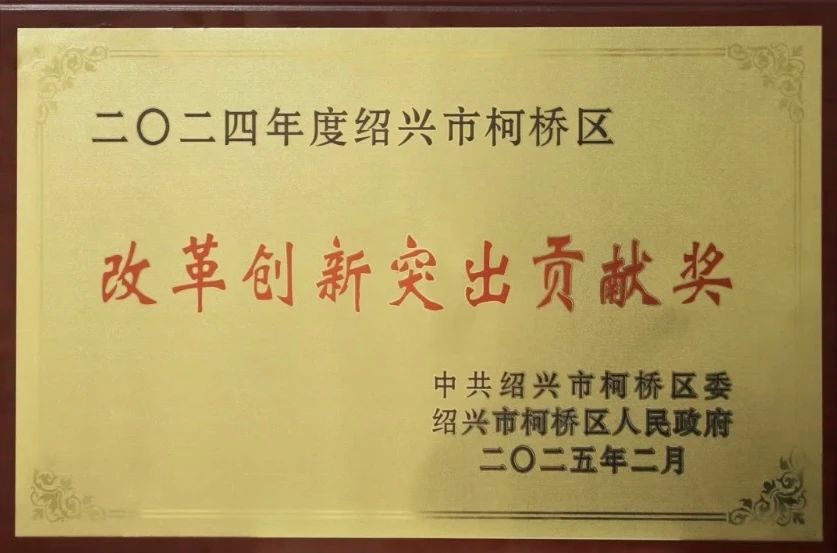 二〇二四年度绍兴市柯桥区
改革创新突出贡献奖
中共绍兴市柯桥区委
绍兴市柯桥区人民政府
二〇二五年二月